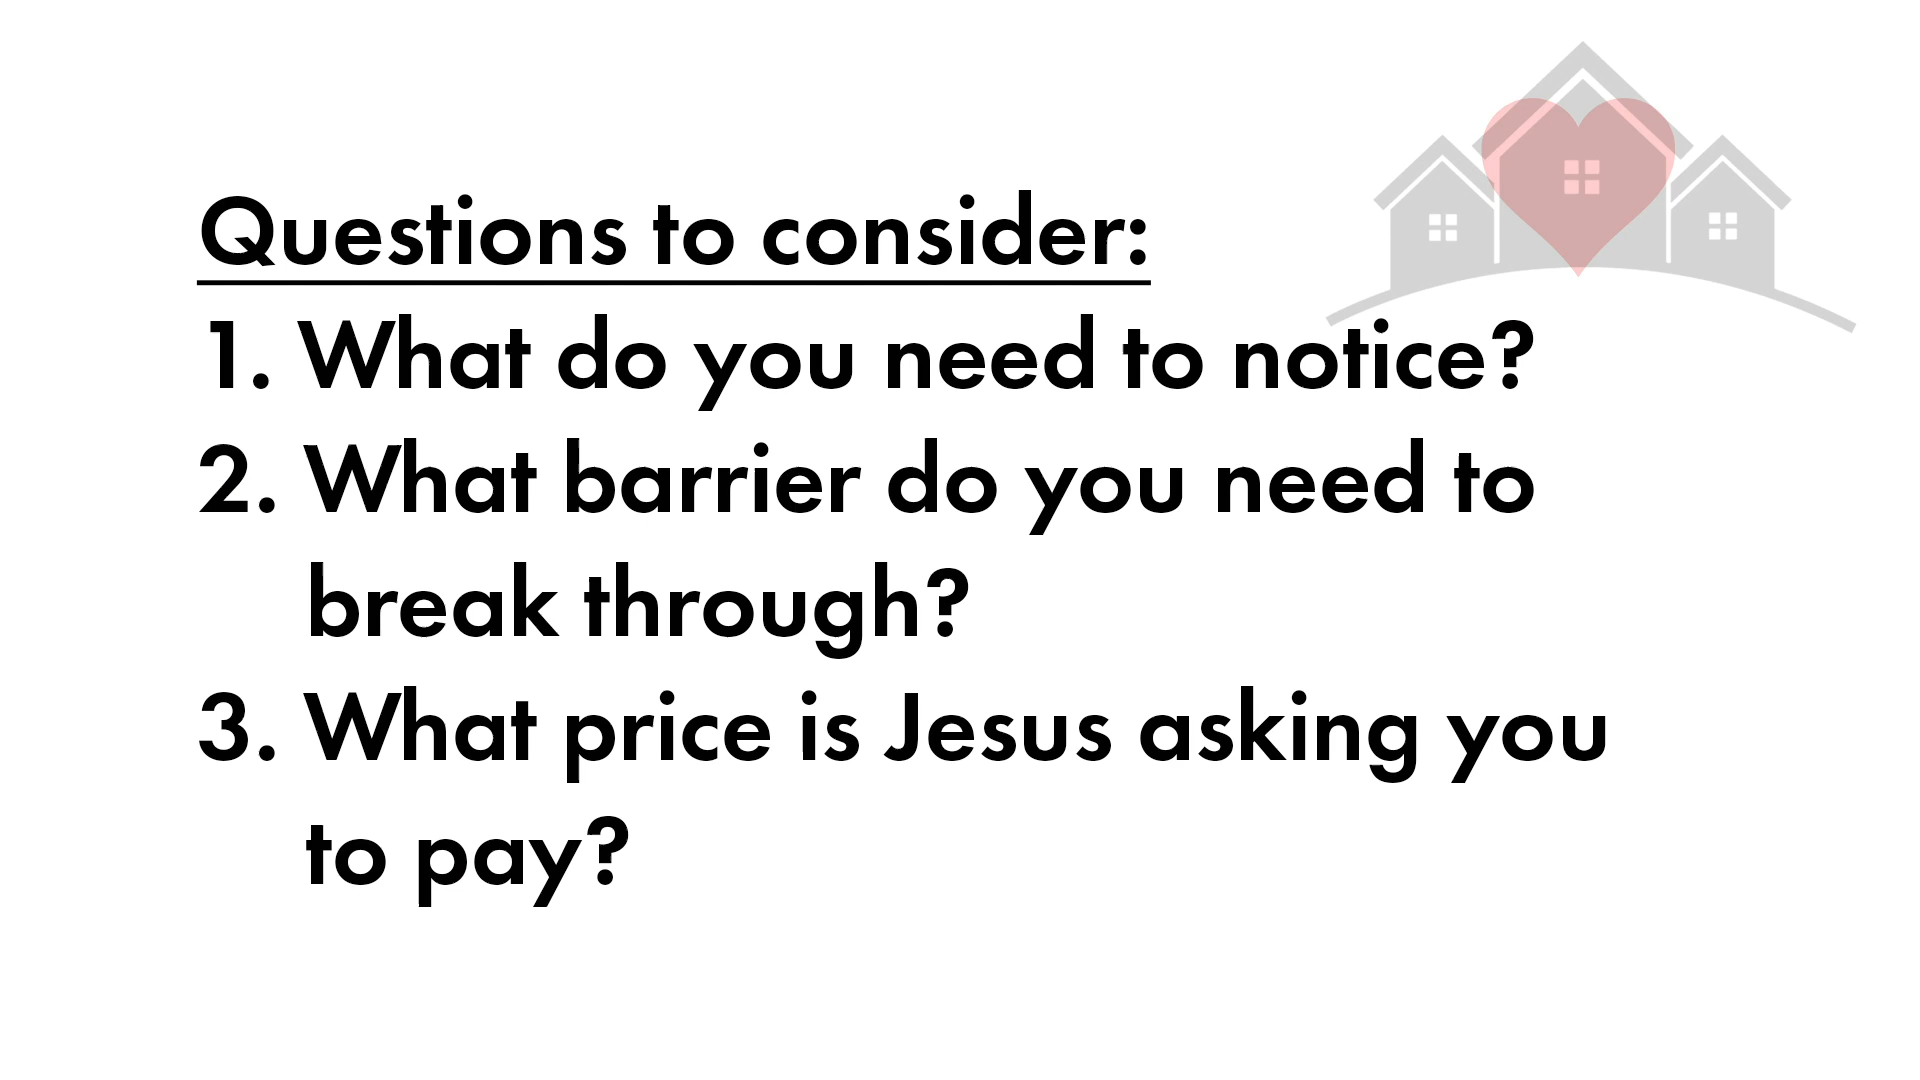 Questions to consider:
1. What do you need to notice?
2. What barrier do you need to
break through?
3. What price is Jesus asking you
to pay?